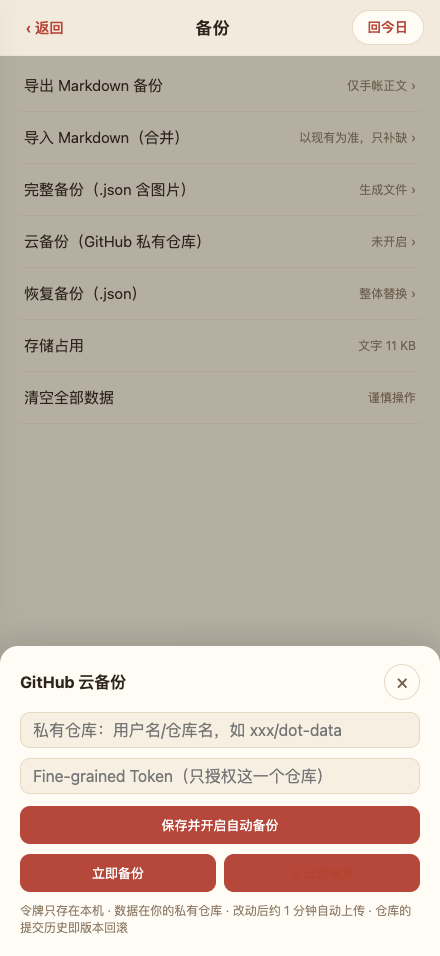 ‹ 返回
备份
回今日
导出 Markdown 备份
仅手帐正文 ›
导入 Markdown（合并）
以现有为准，只补缺 ›
完整备份（.json 含图片）
生成文件 ›
云备份（GitHub 私有仓库）
未开启 ›
恢复备份（.json）
整体替换 ›
存储占用
文字 11 KB
清空全部数据
谨慎操作
GitHub 云备份
×
私有仓库：用户名/仓库名，如 xxx/dot-data
Fine-grained Token（只授权这一个仓库）
保存并开启自动备份
立即备份
从云端恢复
令牌只存在本机 · 数据在你的私有仓库 · 改动后约 1 分钟自动上传 · 仓库的
提交历史即版本回滚